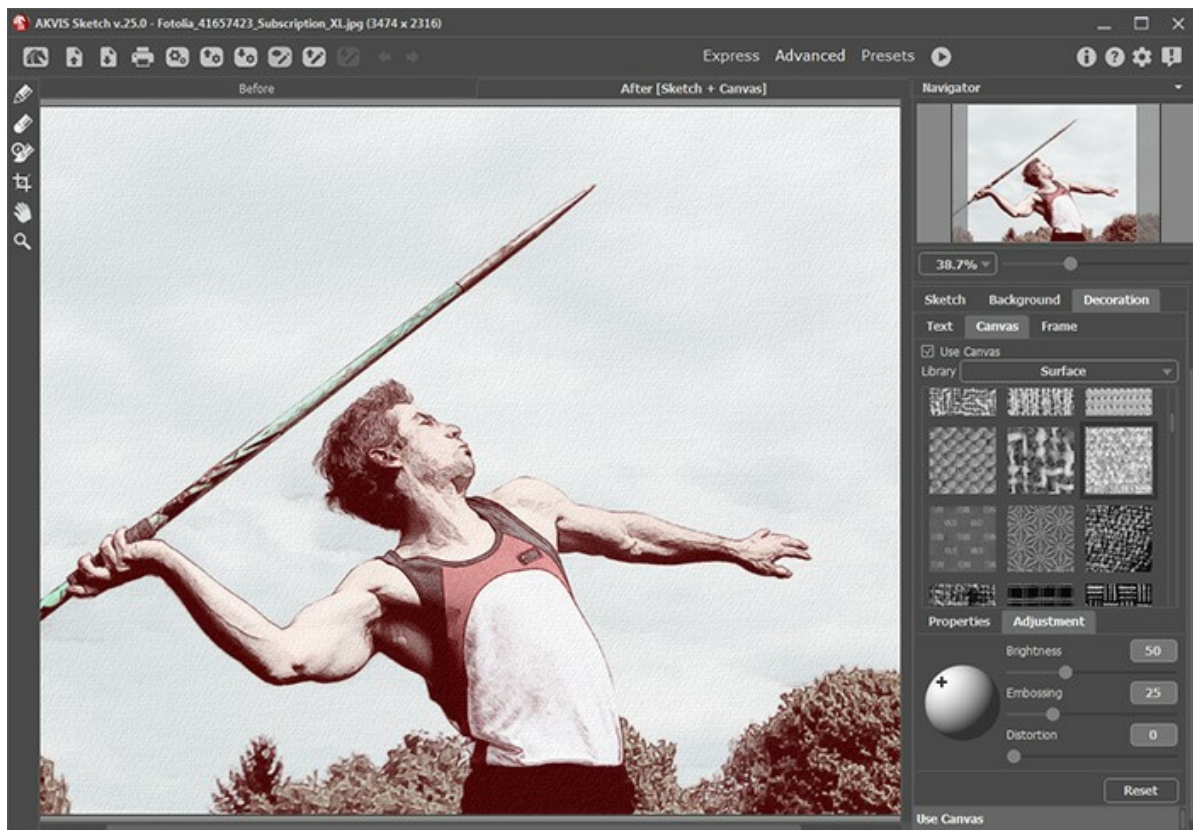 AKVIS Sketch v.25.0 - Fotolia_41657423_Subscription_XL.jpg (3474 x 2316)
Express Advanced Presets
Before
After [Sketch + Canvas]
Navigator
38.7%
Sketch Background Decoration
Text Canvas Frame
Use Canvas
Library Surface
Properties Adjustment
Brightness 50
Embossing 25
Distortion 0
Reset
Use Canvas